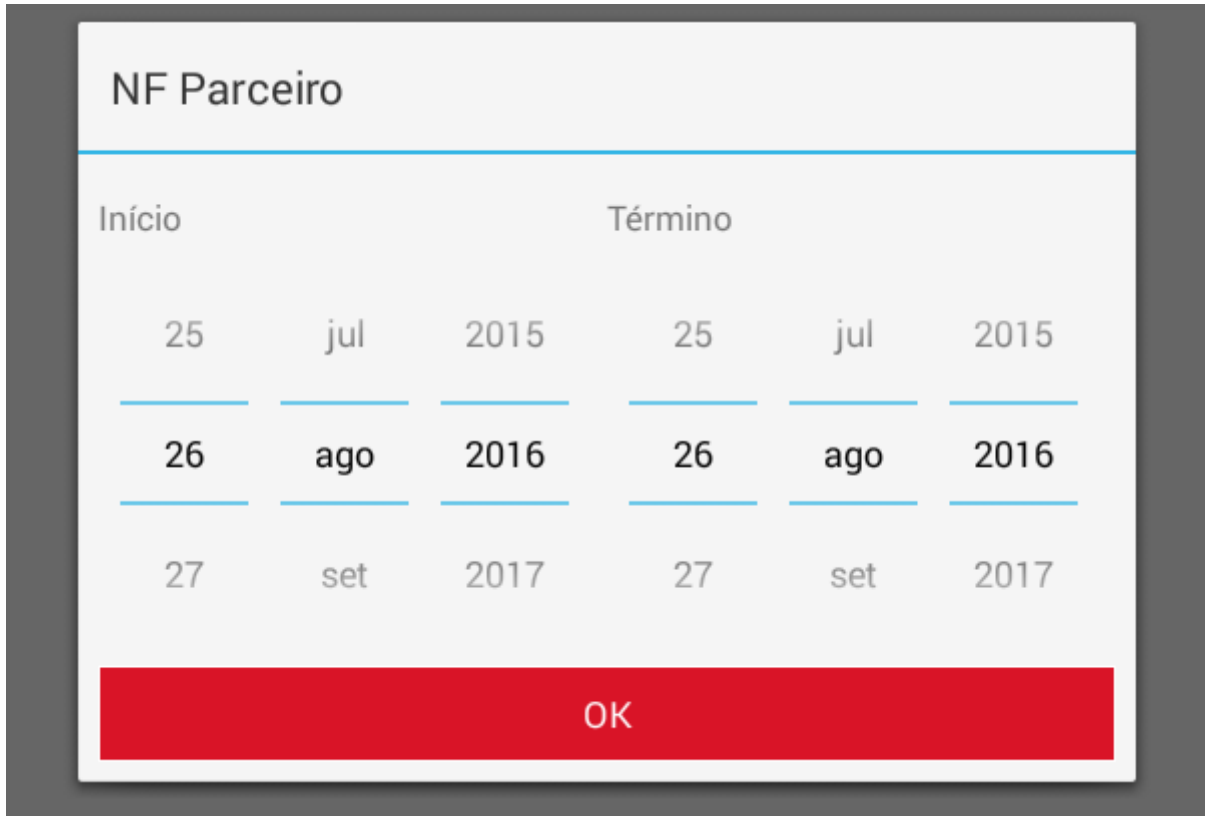 NF Parceiro
Início Término
25 jul 2015 25 jul 2015
26 ago 2016 26 ago 2016
27 set 2017 27 set 2017
OK